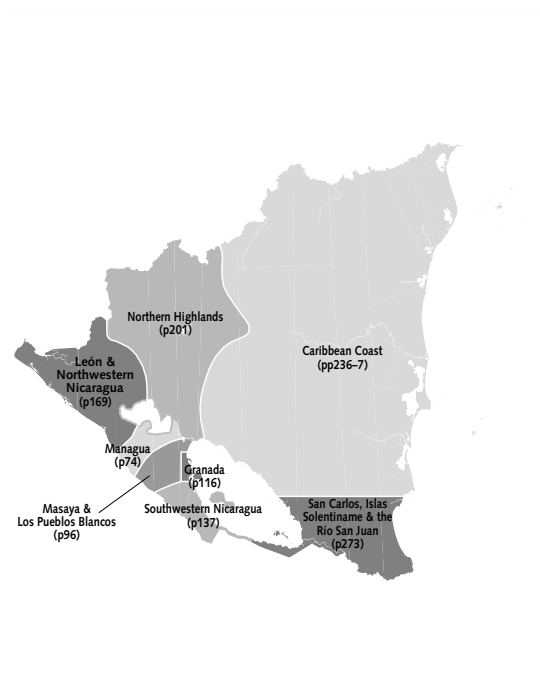 Northern Highlands
(p201)
Caribbean Coast
(pp236–7)
León &
Northwestern
Nicaragua
(p169)
Managua
(p74)
Granada
(p116)
Masaya &
Los Pueblos Blancos
(p96)
Southwestern Nicaragua
(p137)
San Carlos, Islas
Solentiname & the
Río San Juan
(p273)